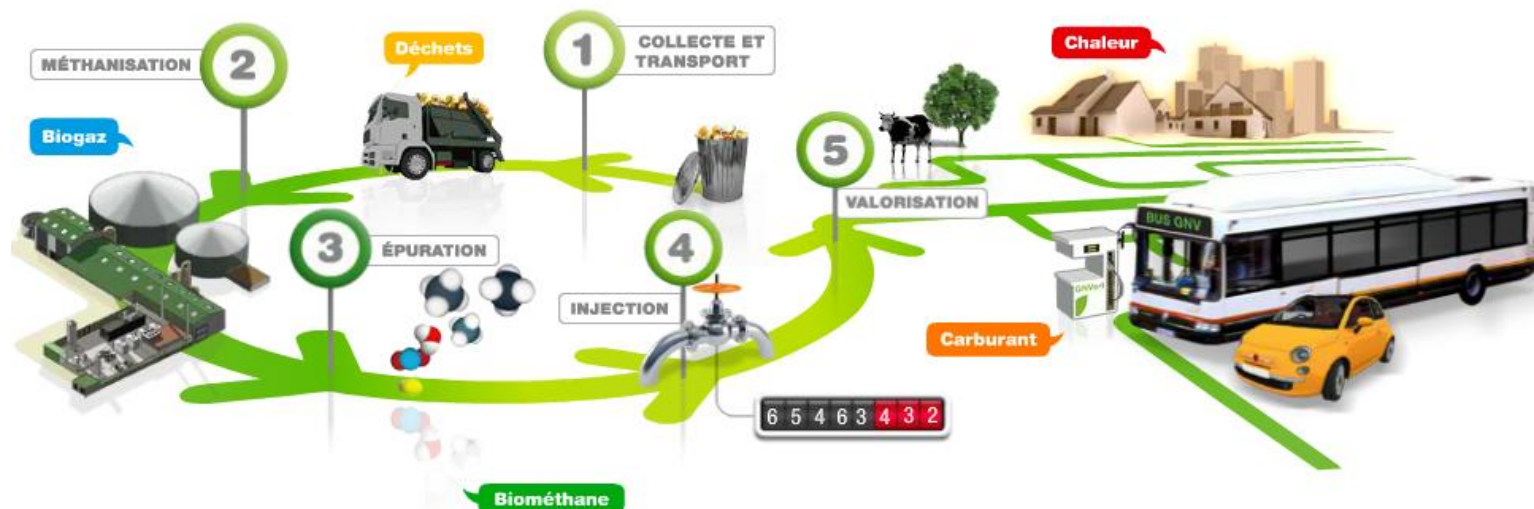 1
COLLECTE ET
TRANSPORT
Déchets
2
MÉTHANISATION
Biogaz
3
ÉPURATION
Biométhane
4
INJECTION
6 5 4 6 3 4 3 2
5
VALORISATION
Chaleur
Carburant
GNVert
BUS GNV